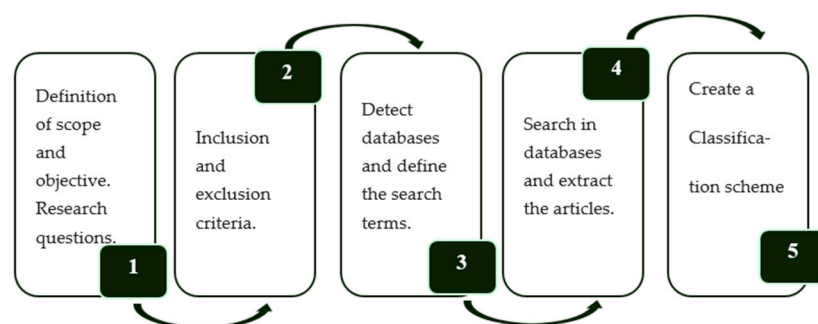 Definition
of scope
and
objective.
Research
questions.
1
2
Inclusion
and
exclusion
criteria.
Detect
databases
and define
the search
terms.
3
4
Search in
databases
and extract
the articles.
Create a
Classifica-
tion scheme
5